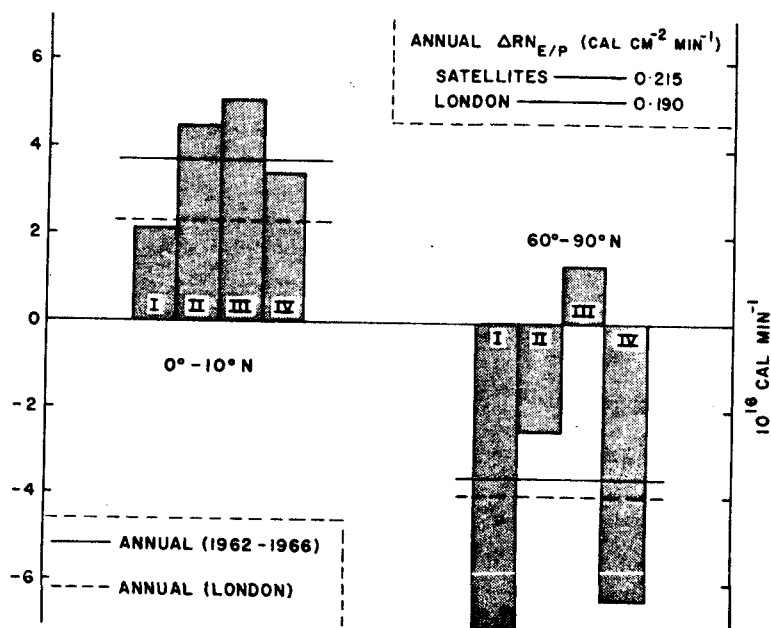 ANNUAL ΔRN E/P (CAL CM⁻² MIN⁻¹)
SATELLITES 0·215
LONDON 0·190
6
4
2
0
-2
-4
-6
I II III IV
0°-10°N
60°-90°N
I II III IV
10¹⁶ CAL MIN⁻¹
ANNUAL (1962-1966)
ANNUAL (LONDON)